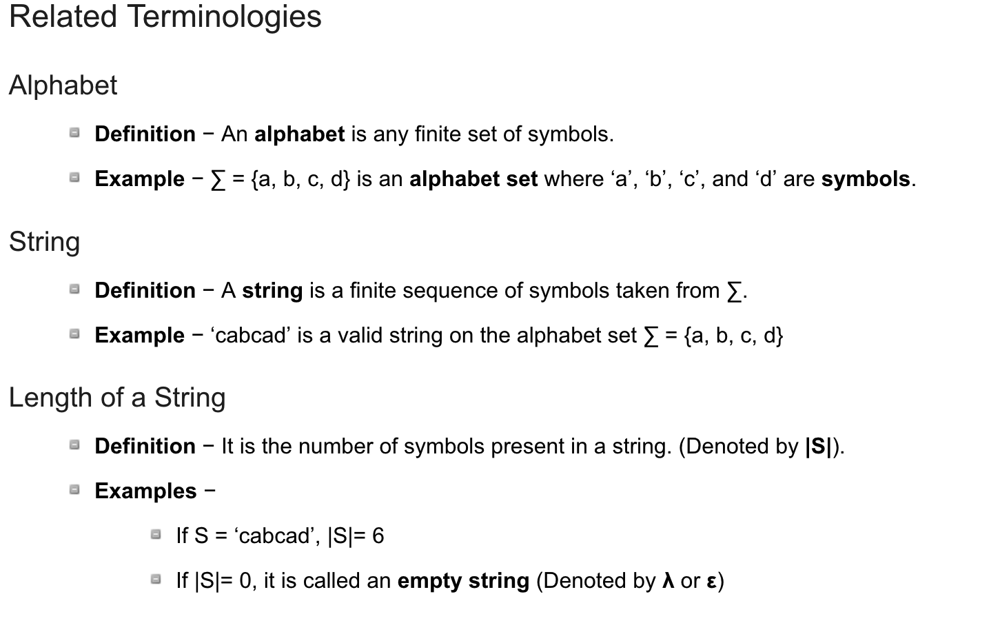 Related Terminologies
Alphabet
Definition − An alphabet is any finite set of symbols.
Example − ∑ = {a, b, c, d} is an alphabet set where ‘a’, ‘b’, ‘c’, and ‘d’ are symbols.
String
Definition − A string is a finite sequence of symbols taken from ∑.
Example − ‘cabcad’ is a valid string on the alphabet set ∑ = {a, b, c, d}
Length of a String
Definition − It is the number of symbols present in a string. (Denoted by |S|).
Examples −
If S = ‘cabcad’, |S|= 6
If |S|= 0, it is called an empty string (Denoted by λ or ε)